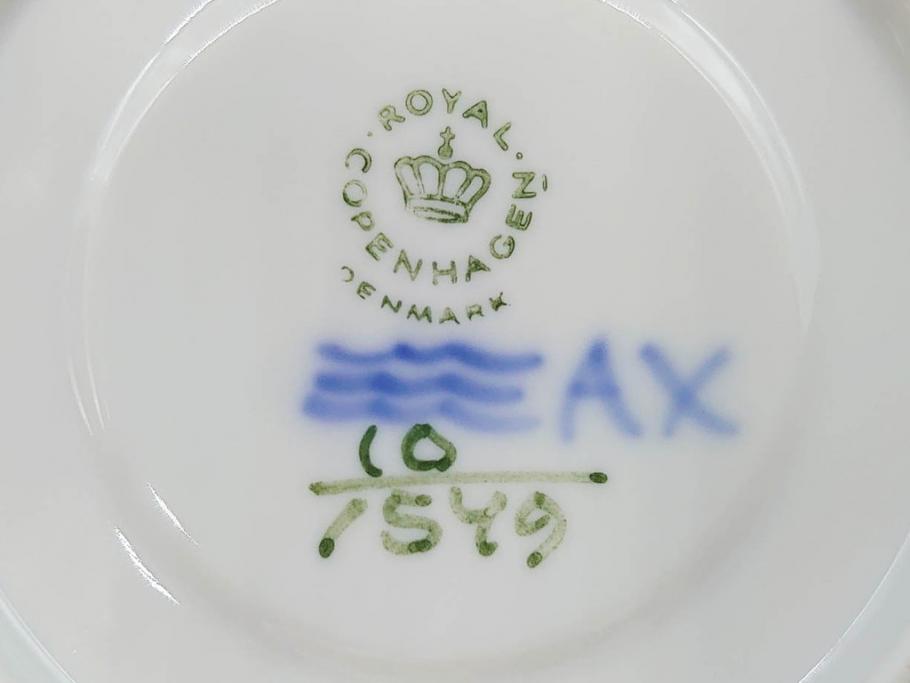 ROYAL
COPENHAGEN
DENMARK
AX
10
1549